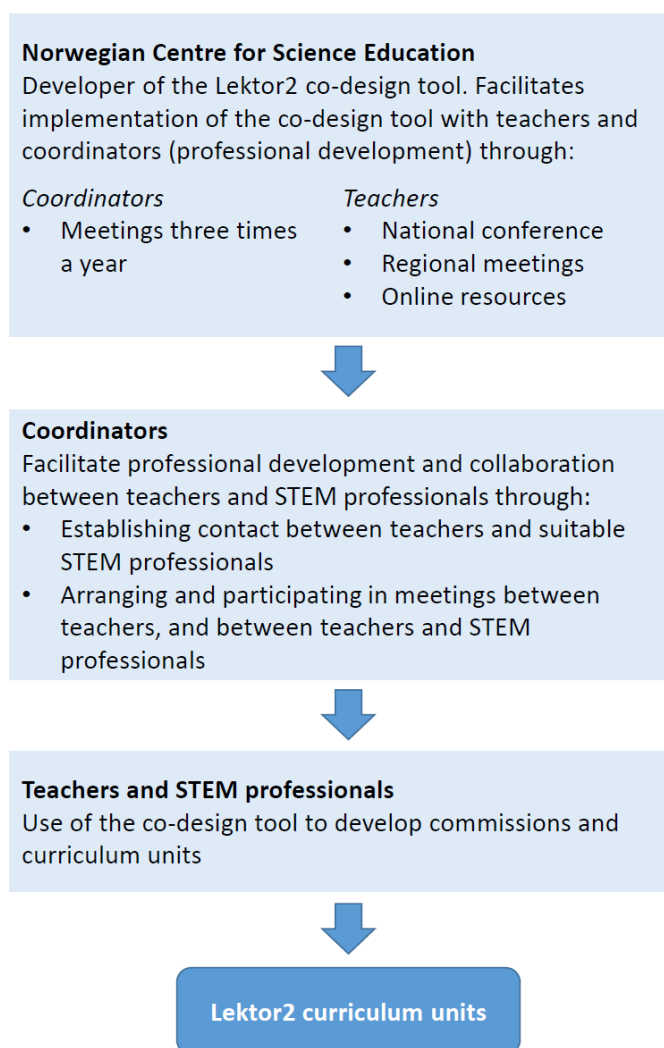 Norwegian Centre for Science Education
Developer of the Lektor2 co-design tool. Facilitates
implementation of the co-design tool with teachers and
coordinators (professional development) through:
Coordinators
• Meetings three times
a year
Teachers
• National conference
• Regional meetings
• Online resources
Coordinators
Facilitate professional development and collaboration
between teachers and STEM professionals through:
• Establishing contact between teachers and suitable
STEM professionals
• Arranging and participating in meetings between
teachers, and between teachers and STEM
professionals
Teachers and STEM professionals
Use of the co-design tool to develop commissions and
curriculum units
Lektor2 curriculum units